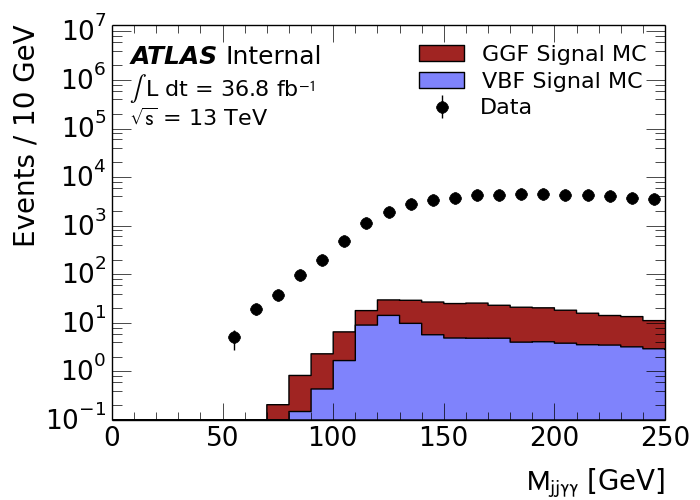 ATLAS Internal
∫L dt = 36.8 fb⁻¹
√s = 13 TeV
GGF Signal MC
VBF Signal MC
Data
Events / 10 GeV
10⁷
10⁶
10⁵
10⁴
10³
10²
10¹
10⁰
10⁻¹
0 50 100 150 200 250
M_jjγγ [GeV]